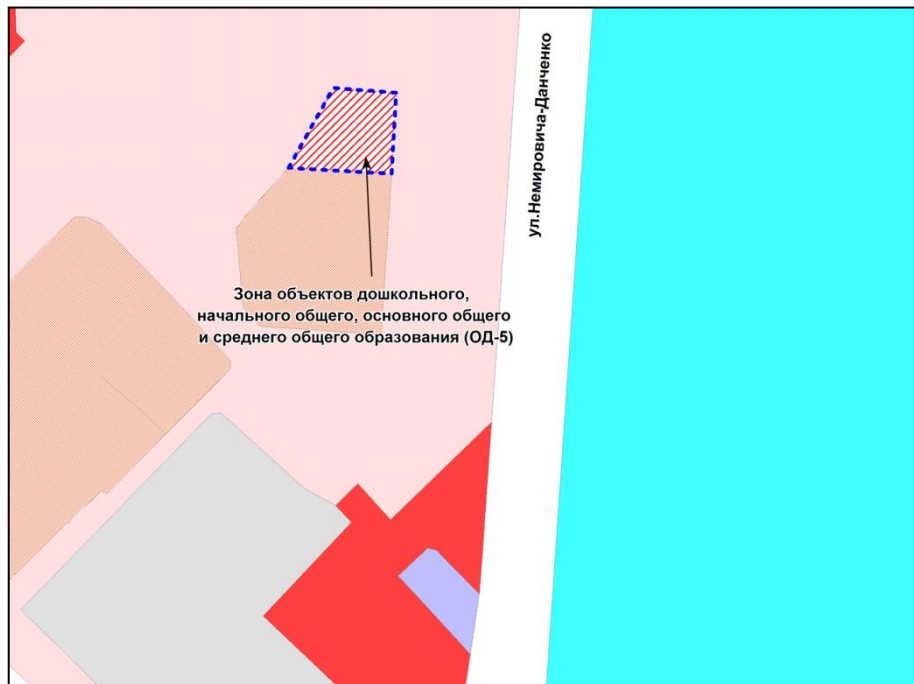 ул.Немировича-Данченко
Зона объектов дошкольного,
начального общего, основного общего
и среднего общего образования (ОД-5)